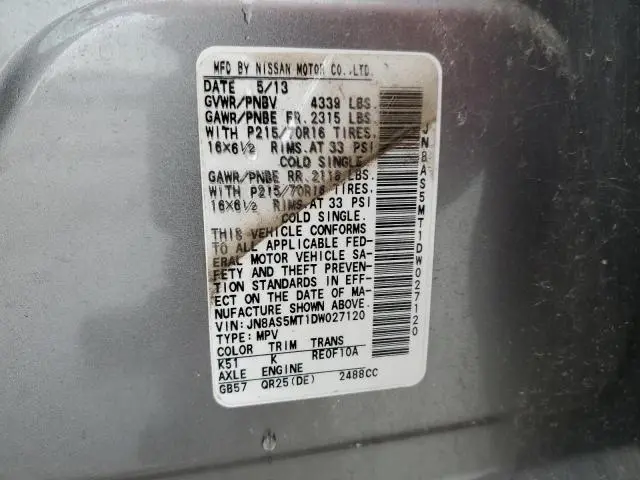 MFD BY NISSAN MOTOR CO.,LTD.
DATE 5/13
GVWR/PNBV 4339 LBS.
GAWR/PNBE FR. 2315 LBS.
WITH P215/70R16 TIRES.
16X6½ RIMS.AT 33 PSI
COLD SINGLE.
GAWR/PNBE RR. 2116 LBS.
WITH P215/70R16 TIRES.
16X6½ RIMS.AT 33 PSI
COLD SINGLE.
THIS VEHICLE CONFORMS
TO ALL APPLICABLE FED-
ERAL MOTOR VEHICLE SA-
FETY AND THEFT PREVEN-
TION STANDARDS IN EFF-
ECT ON THE DATE OF MA-
NUFACTURE SHOWN ABOVE.
VIN: JN8AS5MT1DW027120
TYPE: MPV
COLOR TRIM TRANS
K51 K RE0F10A
AXLE ENGINE
GB57 QR25(DE) 2488CC
JN8AS5MT1DW027120